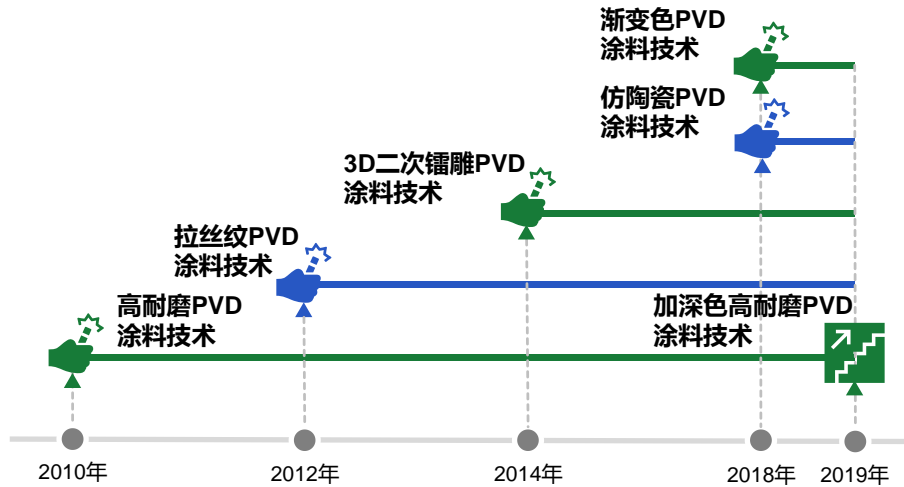 渐变色PVD
涂料技术
仿陶瓷PVD
涂料技术
3D二次镭雕PVD
涂料技术
拉丝纹PVD
涂料技术
高耐磨PVD
涂料技术
加深色高耐磨PVD
涂料技术
2010年
2012年
2014年
2018年
2019年